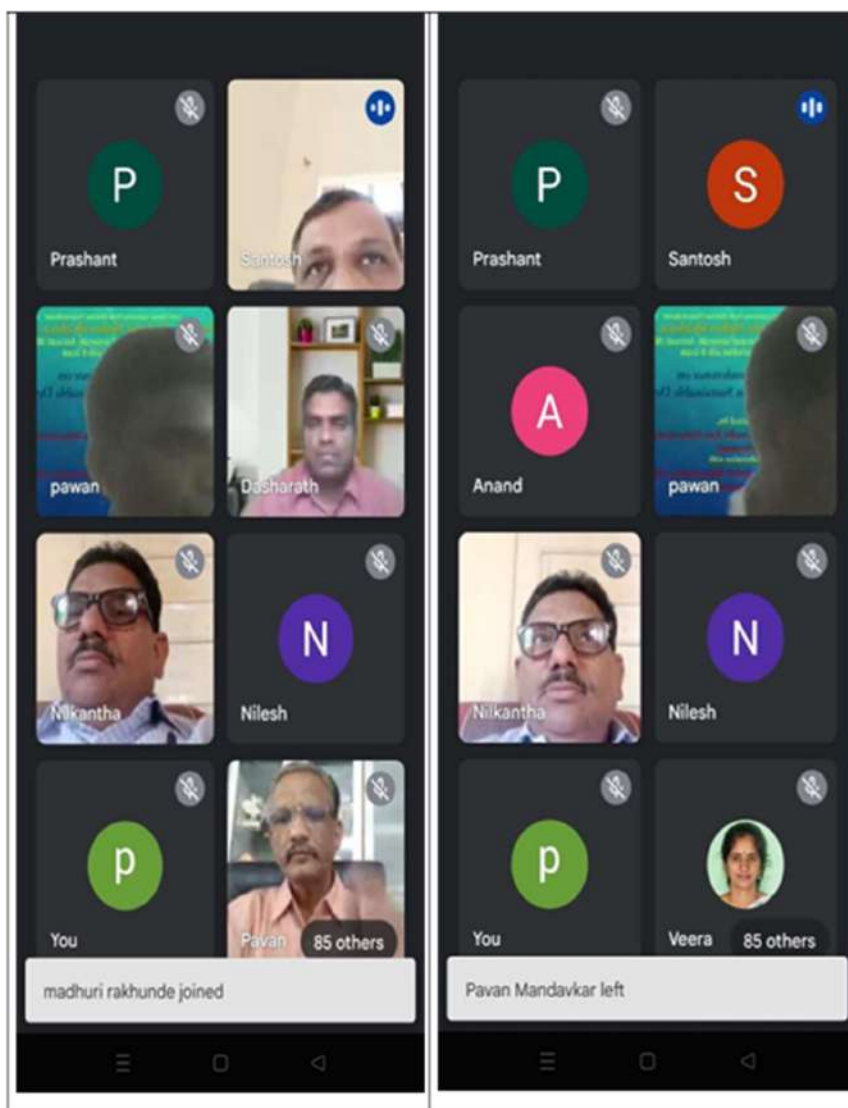 P
Prashant
Santosh
pawan
Dasharath
Nilkantha
N
Nilesh
p
You
Pavan
85 others
madhuri rakhunde joined
P
Prashant
S
Santosh
A
Anand
pawan
Nilkantha
N
Nilesh
p
You
Veera
85 others
Pavan Mandavkar left